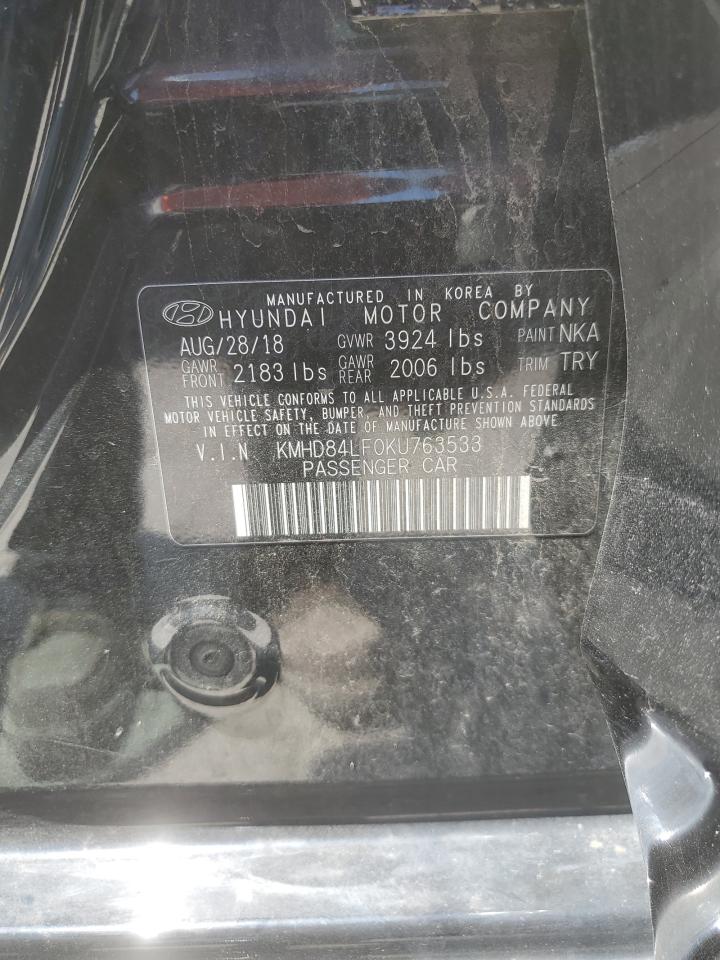 MANUFACTURED IN KOREA BY
HYUNDAI MOTOR COMPANY
AUG/28/18 GVWR 3924 lbs PAINT NKA
GAWR FRONT 2183 lbs GAWR REAR 2006 lbs TRIM TRY
THIS VEHICLE CONFORMS TO ALL APPLICABLE U.S.A. FEDERAL
MOTOR VEHICLE SAFETY, BUMPER, AND THEFT PREVENTION STANDARDS
IN EFFECT ON THE DATE OF MANUFACTURE SHOWN ABOVE
V.I.N KMHD84LF0KU763533
PASSENGER CAR